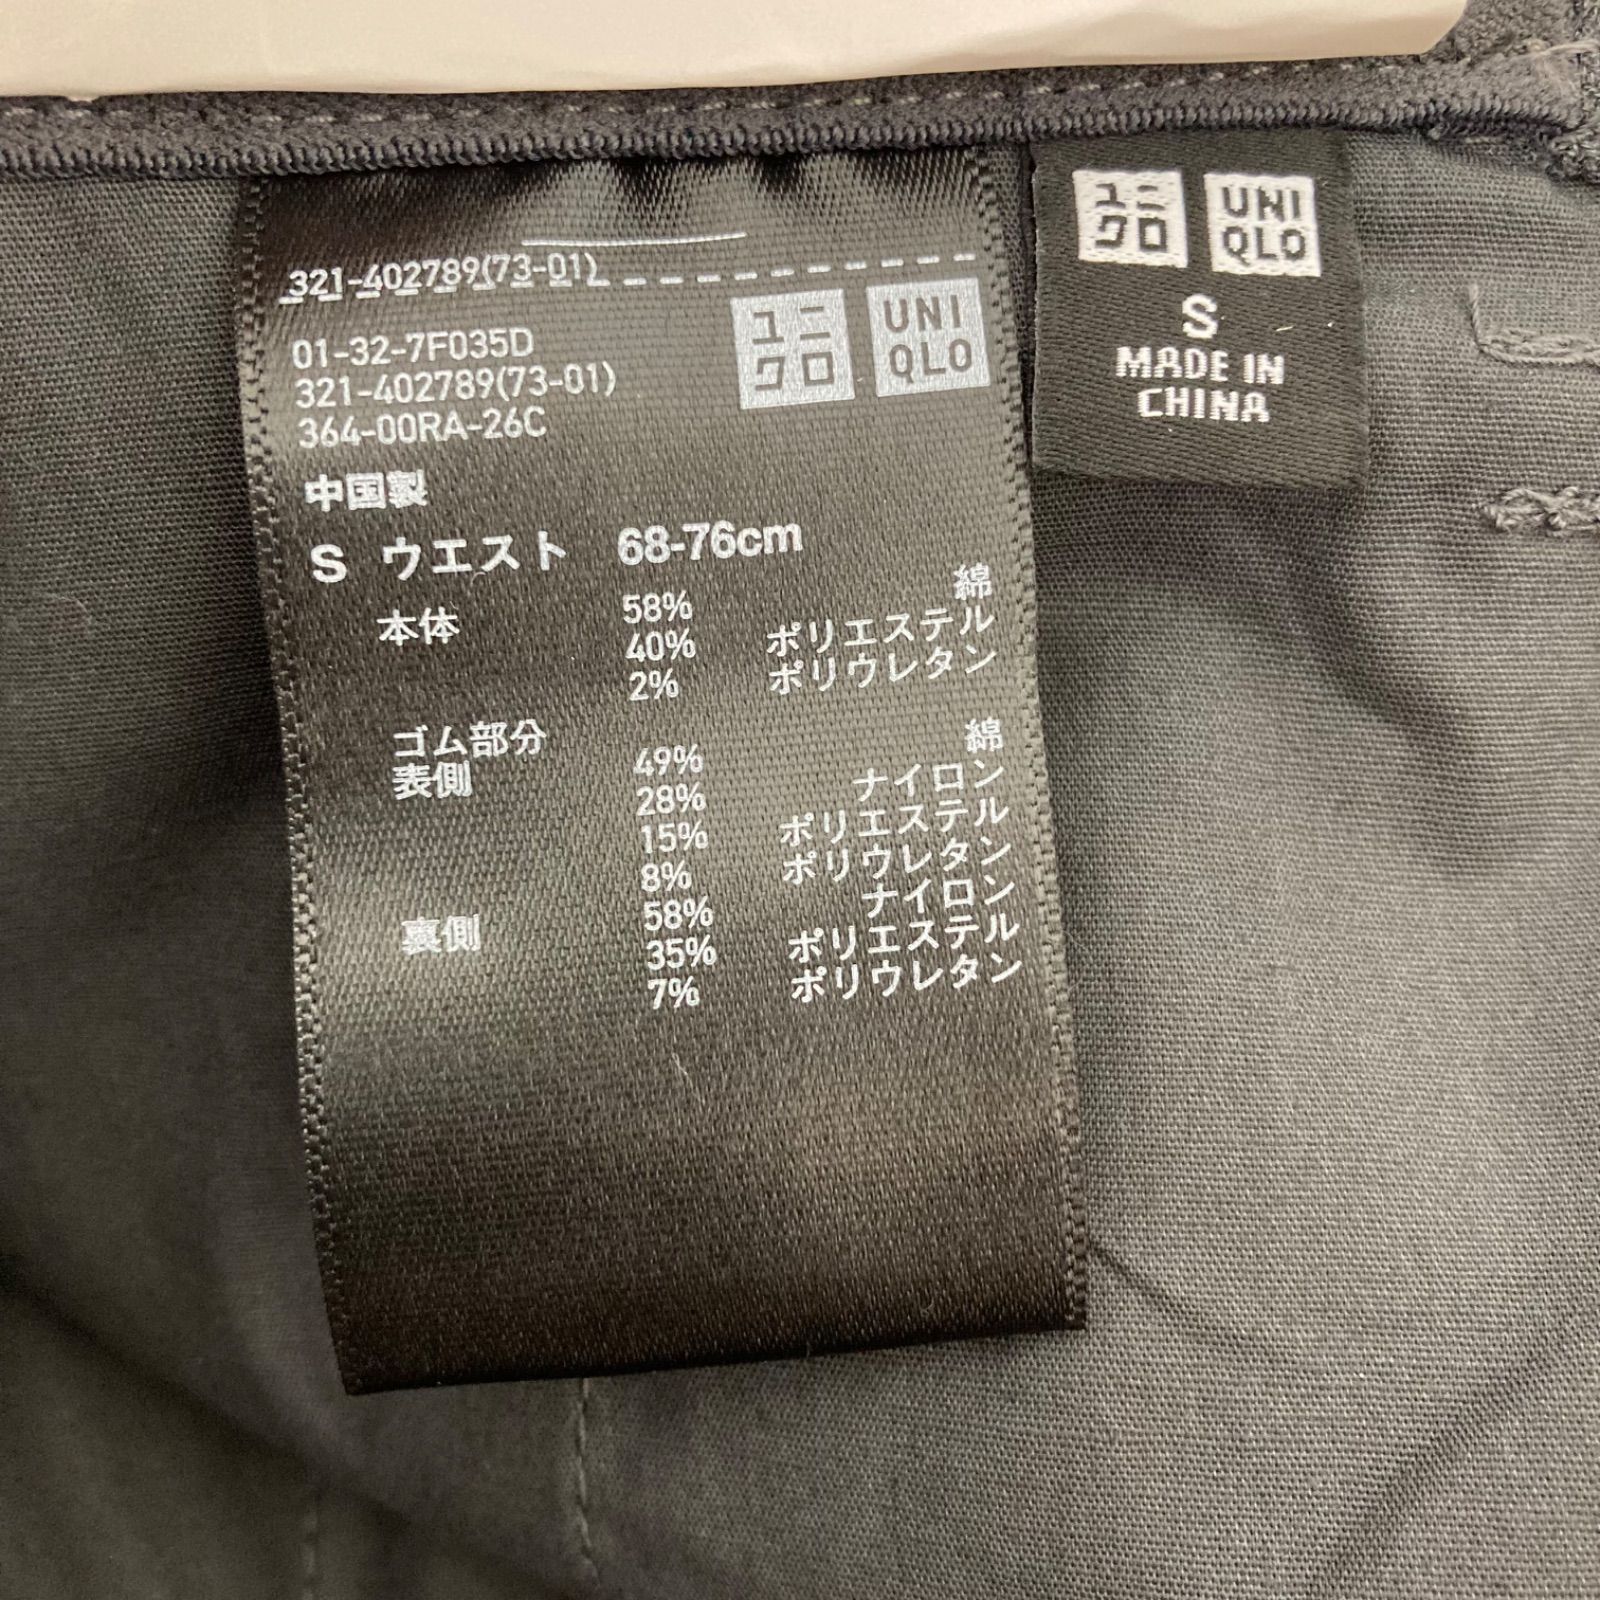 321-402789(73-01)
ユニ
クロ
UNI
QLO
01-32-7F035D
321-402789(73-01)
364-00RA-26C
中国製
S ウエスト 68-76cm
本体 58% 綿
40% ポリエステル
2% ポリウレタン
ゴム部分
表側 49% 綿
28% ナイロン
15% ポリエステル
8% ポリウレタン
裏側 58% ナイロン
35% ポリエステル
7% ポリウレタン
ユニ
クロ
UNI
QLO
S
MADE IN
CHINA